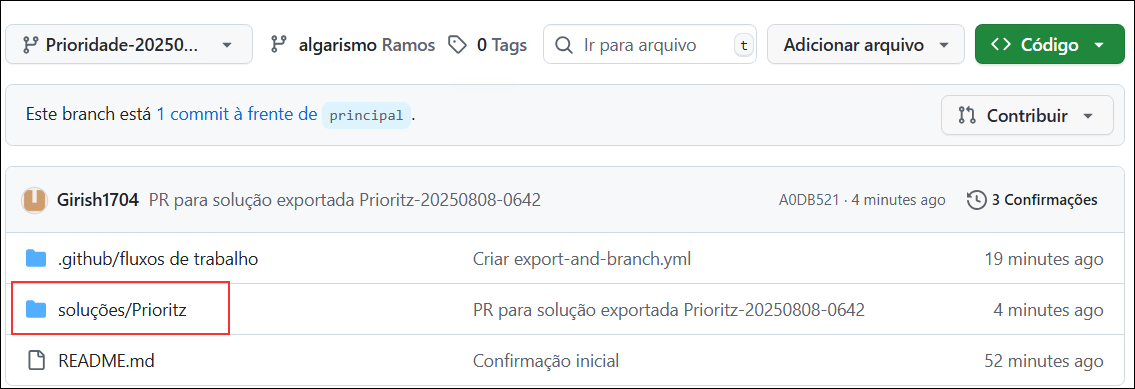 Prioridade-20250... algarismo Ramos 0 Tags Ir para arquivo t Adicionar arquivo <> Código
Este branch está 1 commit à frente de principal. Contribuir
Girish1704 PR para solução exportada Prioritz-20250808-0642 A0DB521 · 4 minutes ago 3 Confirmações
.github/fluxos de trabalho Criar export-and-branch.yml 19 minutes ago
soluções/Prioritz PR para solução exportada Prioritz-20250808-0642 4 minutes ago
README.md Confirmação inicial 52 minutes ago